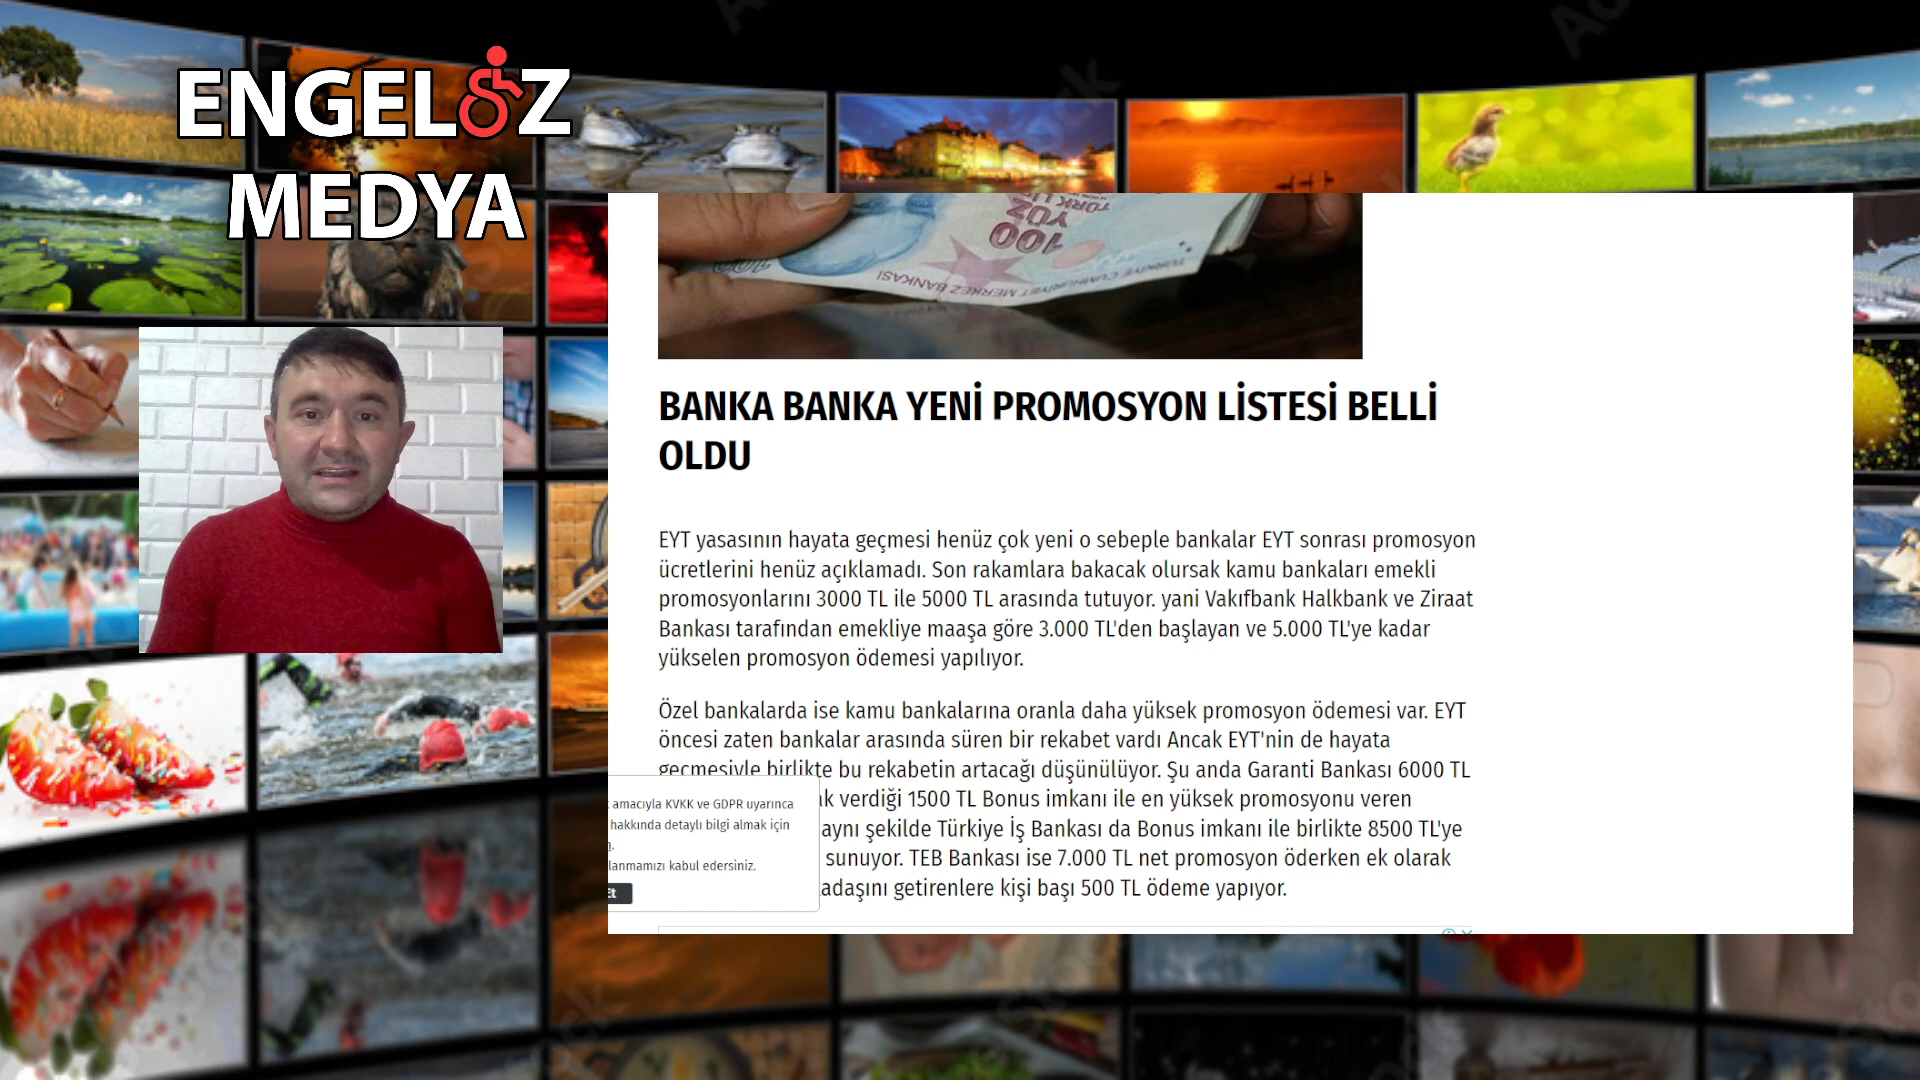 ENGELSİZ
MEDYA
TÜRK LİRASI
YÜZ
100
100
TÜRKİYE CUMHURİYET MERKEZ BANKASI
BANKA BANKA YENİ PROMOSYON LİSTESİ BELLİ
OLDU
EYT yasasının hayata geçmesi henüz çok yeni o sebeple bankalar EYT sonrası promosyon
ücretlerini henüz açıklamadı. Son rakamlara bakacak olursak kamu bankaları emekli
promosyonlarını 3000 TL ile 5000 TL arasında tutuyor. yani Vakıfbank Halkbank ve Ziraat
Bankası tarafından emekliye maaşa göre 3.000 TL'den başlayan ve 5.000 TL'ye kadar
yükselen promosyon ödemesi yapılıyor.
Özel bankalarda ise kamu bankalarına oranla daha yüksek promosyon ödemesi var. EYT
öncesi zaten bankalar arasında süren bir rekabet vardı Ancak EYT'nin de hayata
geçmesiyle birlikte bu rekabetin artacağı düşünülüyor. Şu anda Garanti Bankası 6000 TL
ak verdiği 1500 TL Bonus imkanı ile en yüksek promosyonu veren
aynı şekilde Türkiye İş Bankası da Bonus imkanı ile birlikte 8500 TL'ye
sunuyor. TEB Bankası ise 7.000 TL net promosyon öderken ek olarak
adaşını getirenlere kişi başı 500 TL ödeme yapıyor.
amacıyla KVKK ve GDPR uyarınca
hakkında detaylı bilgi almak için
lanmamızı kabul edersiniz.
Et